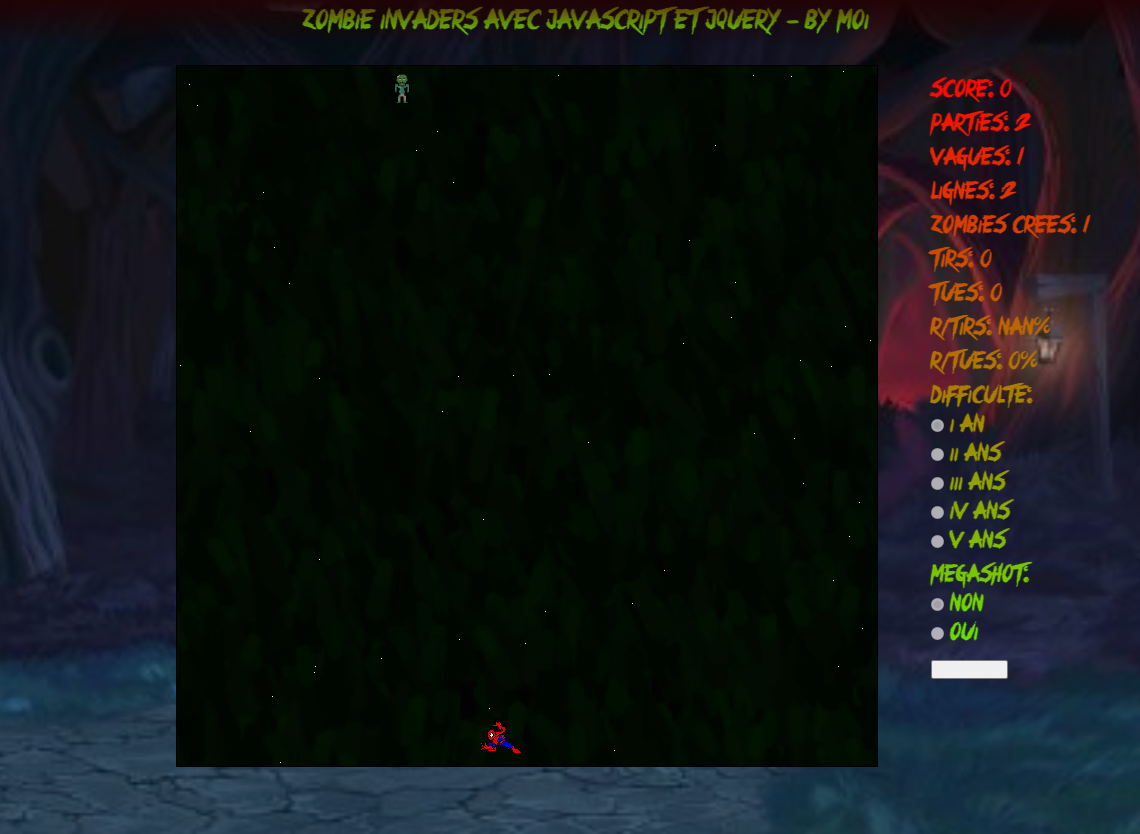 ZOMBIE INVADERS AVEC JAVASCRIPT ET JQUERY – BY MOI
SCORE: 0
PARTIES: 2
VAGUES: 1
LIGNES: 2
ZOMBIES CREES: 1
TIRS: 0
TUES: 0
R/TIRS: NAN%
R/TUES: 0%
DIFFICULTE:
I AN
II ANS
III ANS
IV ANS
V ANS
MEGASHOT:
NON
OUI